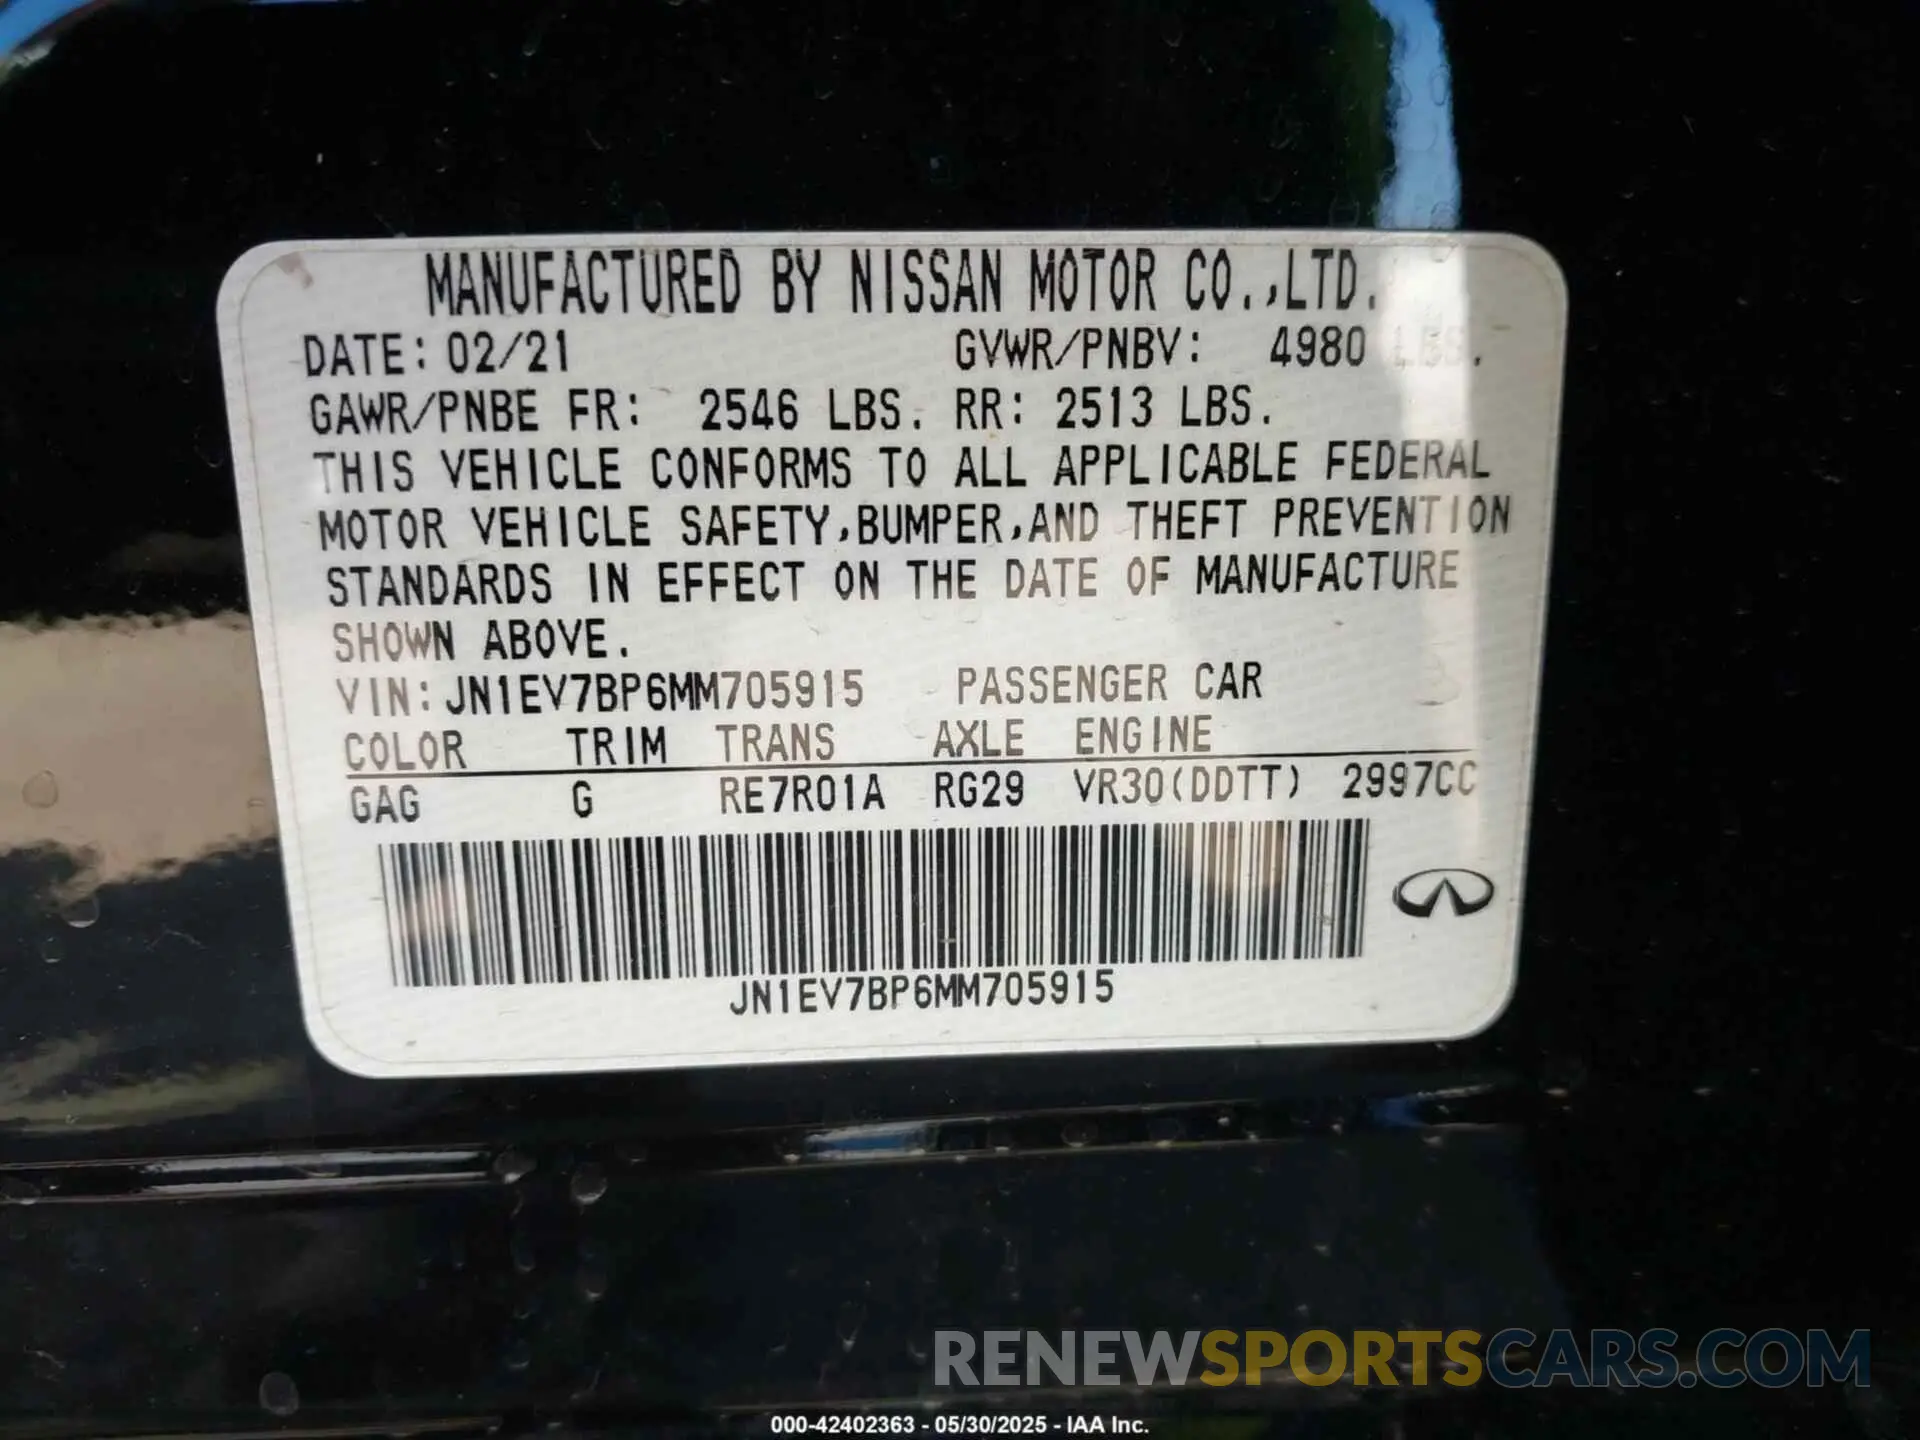 MANUFACTURED BY NISSAN MOTOR CO.,LTD.
DATE: 02/21 GVWR/PNBV: 4980 LBS.
GAWR/PNBE FR: 2546 LBS. RR: 2513 LBS.
THIS VEHICLE CONFORMS TO ALL APPLICABLE FEDERAL
MOTOR VEHICLE SAFETY,BUMPER,AND THEFT PREVENTION
STANDARDS IN EFFECT ON THE DATE OF MANUFACTURE
SHOWN ABOVE.
VIN: JN1EV7BP6MM705915 PASSENGER CAR
COLOR TRIM TRANS AXLE ENGINE
GAG G RE7R01A RG29 VR30(DDTT) 2997CC
JN1EV7BP6MM705915
RENEWSPORTSCARS.COM
000-42402363 - 05/30/2025 - IAA Inc.